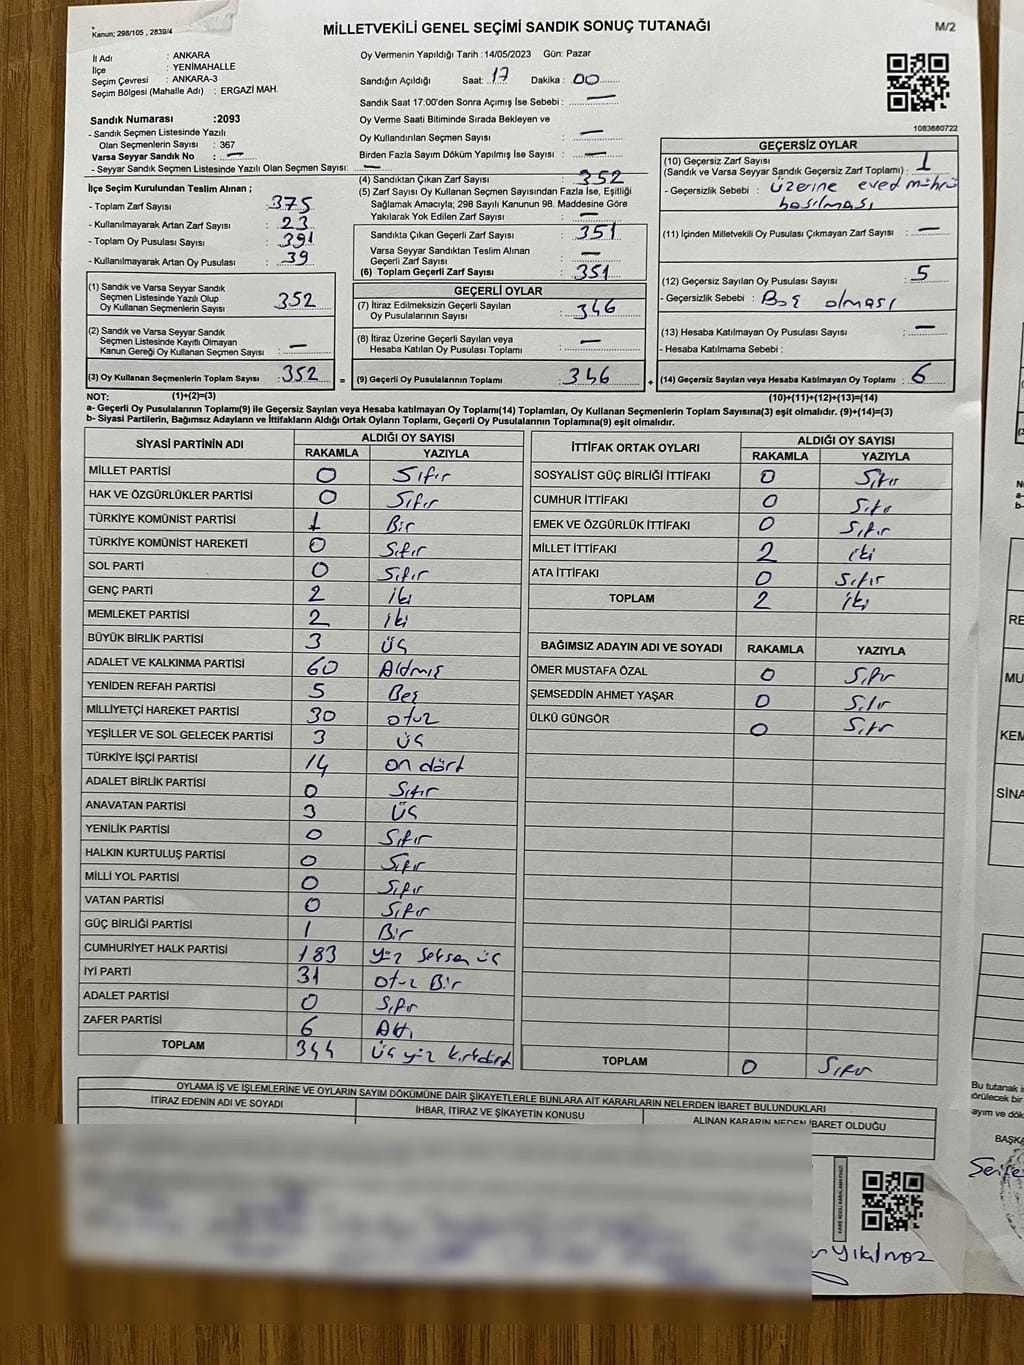 Kanun; 298/105 , 2839/4
MİLLETVEKİLİ GENEL SEÇİMİ SANDIK SONUÇ TUTANAĞI
M/2
İl Adı : ANKARA
İlçe : YENİMAHALLE
Seçim Çevresi : ANKARA-3
Seçim Bölgesi (Mahalle Adı) : ERGAZİ MAH.
Sandık Numarası :2093
- Sandık Seçmen Listesinde Yazılı
Olan Seçmenlerin Sayısı : 367
Varsa Seyyar Sandık No : —
- Seyyar Sandık Seçmen Listesinde Yazılı Olan Seçmen Sayısı: —
İlçe Seçim Kurulundan Teslim Alınan ;
- Toplam Zarf Sayısı :375
- Kullanılmayarak Artan Zarf Sayısı : 23
- Toplam Oy Pusulası Sayısı :391
- Kullanılmayarak Artan Oy Pusulası : 39
(1) Sandık ve Varsa Seyyar Sandık
Seçmen Listesinde Yazılı Olup
Oy Kullanan Seçmenlerin Sayısı : 352
(2) Sandık ve Varsa Seyyar Sandık
Seçmen Listesinde Kayıtlı Olmayan
Kanun Gereği Oy Kullanan Seçmen Sayısı : —
(3) Oy Kullanan Seçmenlerin Toplam Sayısı :352 =
Oy Vermenin Yapıldığı Tarih :14/05/2023 Gün: Pazar
Sandığın Açıldığı Saat: 17 Dakika : 00
Sandık Saat 17:00'den Sonra Açımış İse Sebebi : —
Oy Verme Saati Bitiminde Sırada Bekleyen ve
Oy Kullandırılan Seçmen Sayısı : —
Birden Fazla Sayım Döküm Yapılmış İse Sayısı : —
(4) Sandıktan Çıkan Zarf Sayısı : 352
(5) Zarf Sayısı Oy Kullanan Seçmen Sayısından Fazla İse, Eşitliği
Sağlamak Amacıyla; 298 Sayılı Kanunun 98. Maddesine Göre
Yakılarak Yok Edilen Zarf Sayısı : —
Sandıkta Çıkan Geçerli Zarf Sayısı : 351
Varsa Seyyar Sandıktan Teslim Alınan
Geçerli Zarf Sayısı : —
(6) Toplam Geçerli Zarf Sayısı : 351
GEÇERLİ OYLAR
(7) İtiraz Edilmeksizin Geçerli Sayılan
Oy Pusulalarının Sayısı : 346
(8) İtiraz Üzerine Geçerli Sayılan veya
Hesaba Katılan Oy Pusulası Toplamı : —
(9) Geçerli Oy Pusulalarının Toplamı : 346 +
1083680722
GEÇERSİZ OYLAR
(10) Geçersiz Zarf Sayısı
(Sandık ve Varsa Seyyar Sandık Geçersiz Zarf Toplamı) : 1
- Geçersizlik Sebebi : üzerine evet mührü
basılması
(11) İçinden Milletvekili Oy Pusulası Çıkmayan Zarf Sayısı : —
(12) Geçersiz Sayılan Oy Pusulası Sayısı : 5
- Geçersizlik Sebebi : Boş olması
(13) Hesaba Katılmayan Oy Pusulası Sayısı : —
- Hesaba Katılmama Sebebi :
(14) Geçersiz Sayılan veya Hesaba Katılmayan Oy Toplamı : 6
NOT: (1)+(2)=(3) (10)+(11)+(12)+(13)=(14)
a- Geçerli Oy Pusulalarının Toplamı(9) ile Geçersiz Sayılan veya Hesaba katılmayan Oy Toplamı(14) Toplamları, Oy Kullanan Seçmenlerin Toplam Sayısına(3) eşit olmalıdır. (9)+(14)=(3)
b- Siyasi Partilerin, Bağımsız Adayların ve İttifakların Aldığı Ortak Oyların Toplamı, Geçerli Oy Pusulalarının Toplamına(9) eşit olmalıdır.
SİYASİ PARTİNİN ADI ALDIĞI OY SAYISI
RAKAMLA YAZIYLA
MİLLET PARTİSİ 0 Sıfır
HAK VE ÖZGÜRLÜKLER PARTİSİ 0 Sıfır
TÜRKİYE KOMÜNİST PARTİSİ 1 Bir
TÜRKİYE KOMÜNİST HAREKETİ 0 Sıfır
SOL PARTİ 0 Sıfır
GENÇ PARTİ 2 iki
MEMLEKET PARTİSİ 2 iki
BÜYÜK BİRLİK PARTİSİ 3 üç
ADALET VE KALKINMA PARTİSİ 60 Altmış
YENİDEN REFAH PARTİSİ 5 Beş
MİLLİYETÇİ HAREKET PARTİSİ 30 otuz
YEŞİLLER VE SOL GELECEK PARTİSİ 3 üç
TÜRKİYE İŞÇİ PARTİSİ 14 on dört
ADALET BİRLİK PARTİSİ 0 Sıfır
ANAVATAN PARTİSİ 3 üç
YENİLİK PARTİSİ 0 Sıfır
HALKIN KURTULUŞ PARTİSİ 0 Sıfır
MİLLİ YOL PARTİSİ 0 Sıfır
VATAN PARTİSİ 0 Sıfır
GÜÇ BİRLİĞİ PARTİSİ 1 Bir
CUMHURİYET HALK PARTİSİ 183 yüz seksen üç
İYİ PARTİ 31 otuz Bir
ADALET PARTİSİ 0 Sıfır
ZAFER PARTİSİ 6 Altı
TOPLAM 344 üç yüz kırkdört
İTTİFAK ORTAK OYLARI ALDIĞI OY SAYISI
RAKAMLA YAZIYLA
SOSYALİST GÜÇ BİRLİĞİ İTTİFAKI 0 Sıfır
CUMHUR İTTİFAKI 0 Sıfır
EMEK VE ÖZGÜRLÜK İTTİFAKI 0 Sıfır
MİLLET İTTİFAKI 2 iki
ATA İTTİFAKI 0 Sıfır
TOPLAM 2 iki
BAĞIMSIZ ADAYIN ADI VE SOYADI RAKAMLA YAZIYLA
ÖMER MUSTAFA ÖZAL 0 Sıfır
ŞEMSEDDİN AHMET YAŞAR 0 Sıfır
ÜLKÜ GÜNGÖR 0 Sıfır
TOPLAM 0 Sıfır
OYLAMA İŞ VE İŞLEMLERİNE VE OYLARIN SAYIM DÖKÜMÜNE DAİR ŞİKAYETLERLE BUNLARA AİT KARARLARIN NELERDEN İBARET BULUNDUKLARI
İTİRAZ EDENİN ADI VE SOYADI
İHBAR, İTİRAZ VE ŞİKAYETİN KONUSU
ALINAN KARARIN NEDEN İBARET OLDUĞU
Yıkılmaz
RE
MU
KEM
SİNA
Bu tutanak
BAŞKA